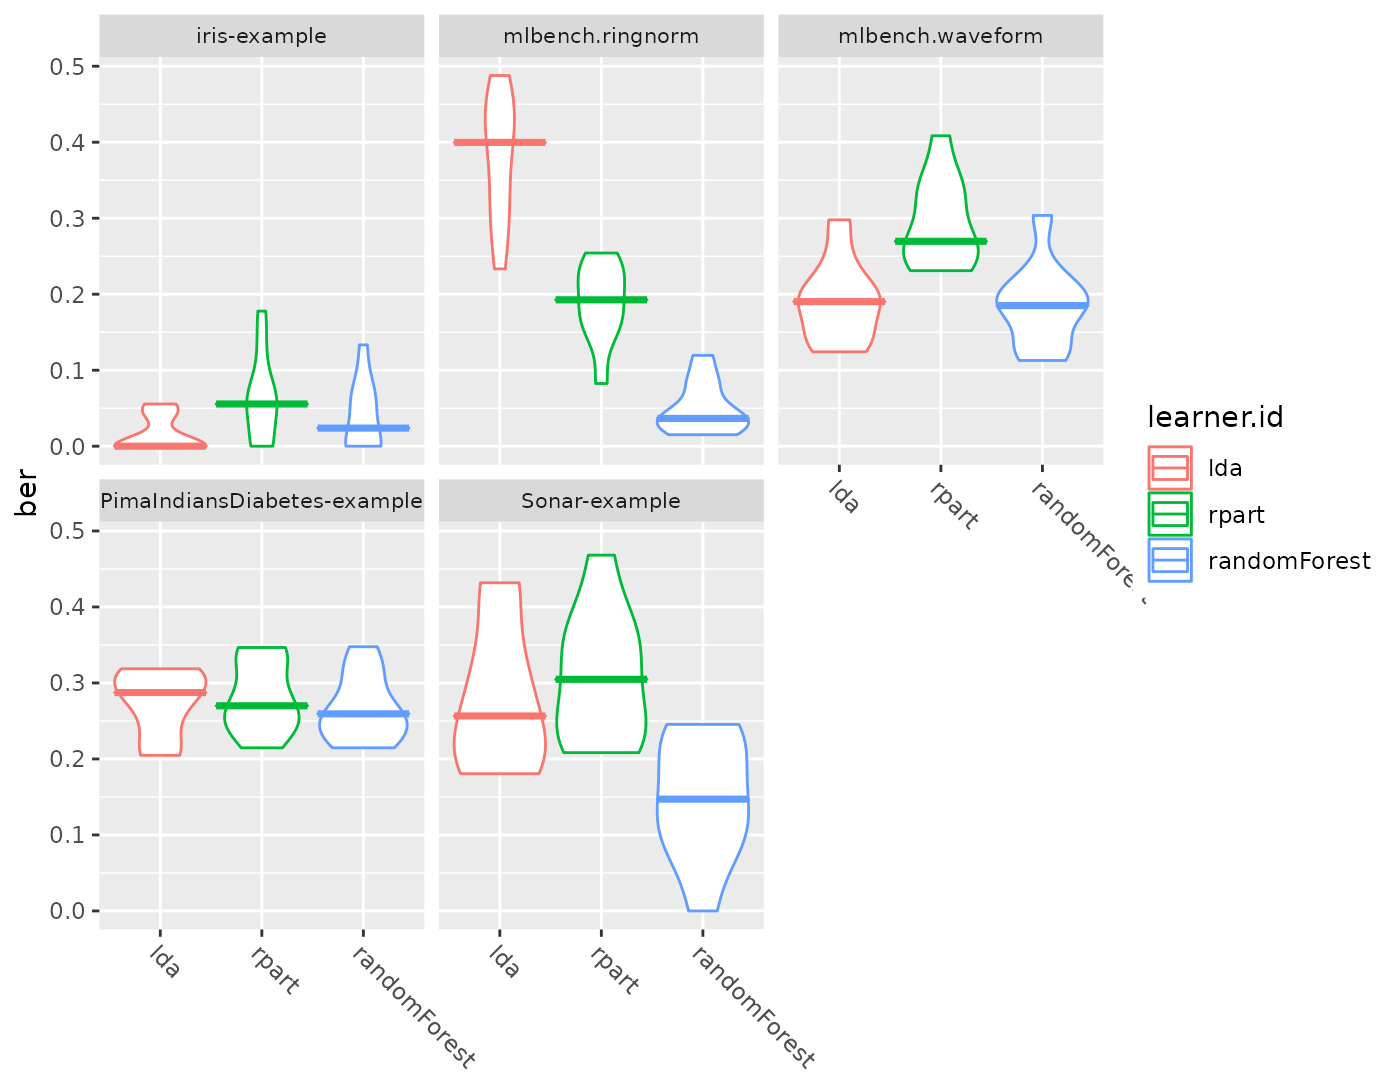 iris-example
mlbench.ringnorm
mlbench.waveform
0.5
0.4
0.3
0.2
0.1
0.0
lda
rpart
ber
PimaIndiansDiabetes-example
Sonar-example
0.5
0.4
0.3
0.2
0.1
0.0
lda
rpart
randomForest
lda
rpart
randomForest
learner.id
lda
rpart
randomForest